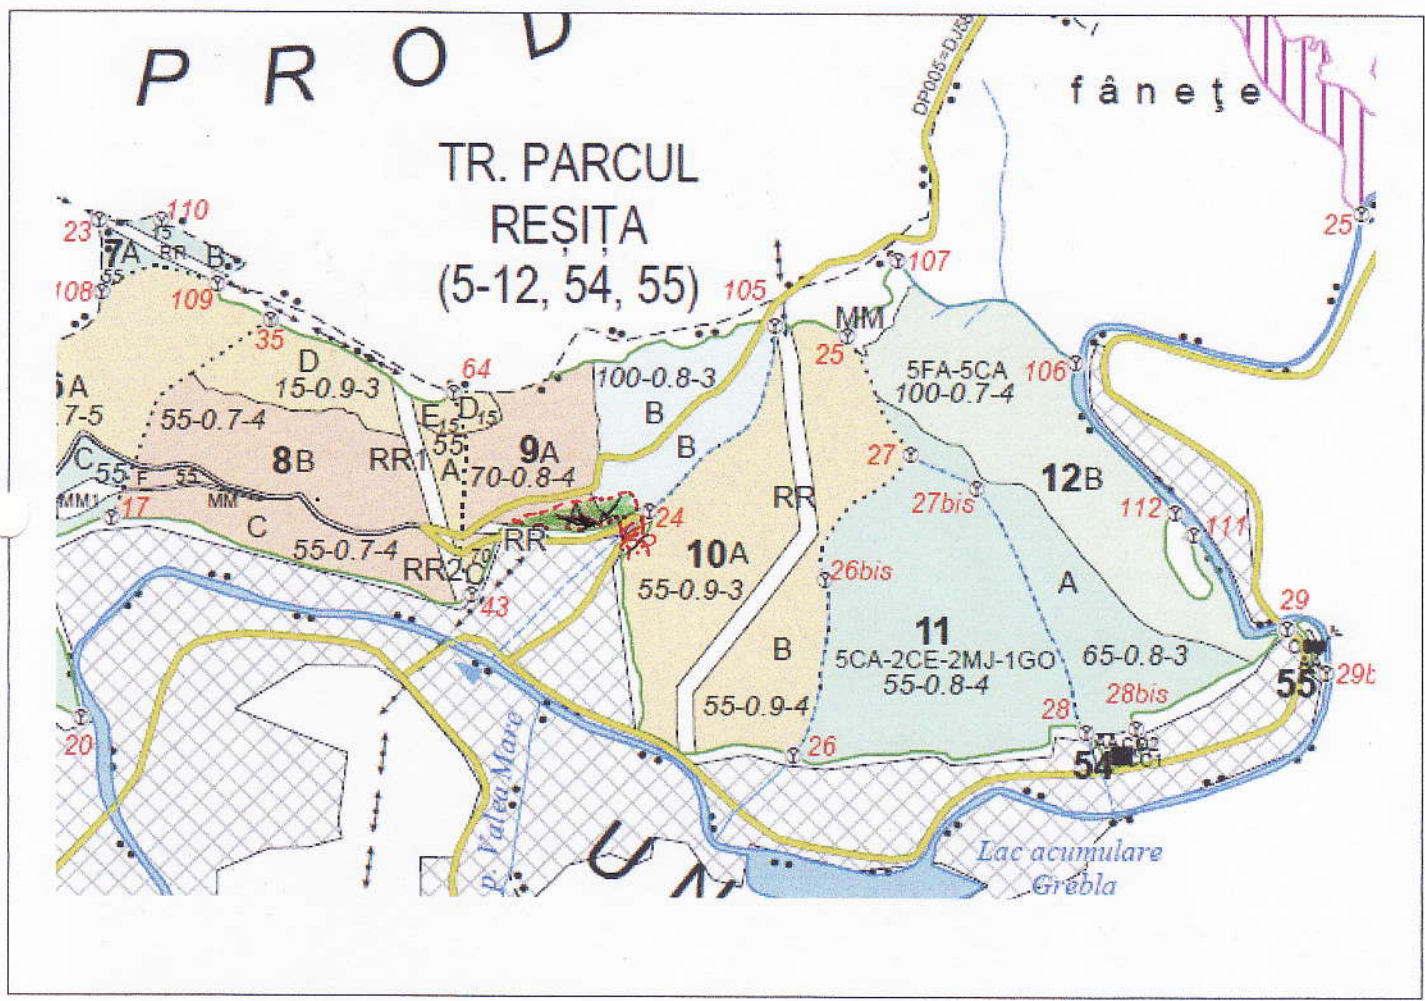 P R O D
DP005=DJ58
fânețe
TR. PARCUL
REȘIȚA
(5-12, 54, 55)
23
110
15
7A
RR
B
55
108
109
35
105
107
25
25
MM
106
D
15-0.9-3
64
100-0.8-3
5FA-5CA
100-0.7-4
A
7-5
55-0.7-4
E
15
D
15
B
8B
RR1
55
A
9A
70-0.8-4
B
27
27bis
12B
C
55
F
55
MM1
MM
17
C
55-0.7-4
RR
24
RR
112
111
10A
55-0.9-3
RR2
70
C
43
26bis
A
29
11
5CA-2CE-2MJ-1GO
55-0.8-4
65-0.8-3
B
55-0.9-4
55
29b
28
28bis
20
26
54
p. Valea Mare
U N
Lac acumulare
Grebla